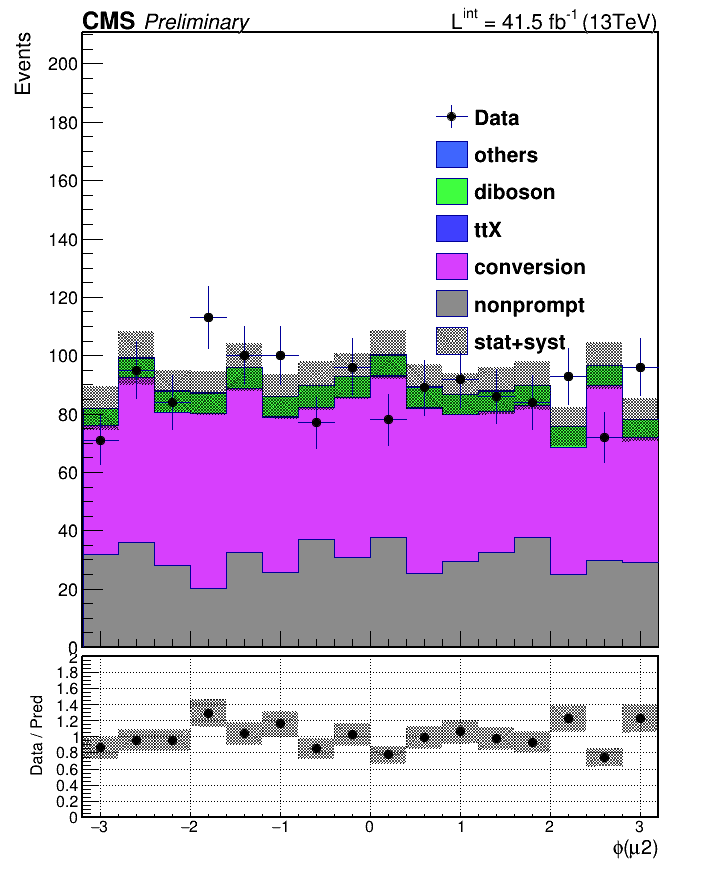 CMS Preliminary L^int = 41.5 fb^-1 (13TeV)
Events
200
180
160
140
120
100
80
60
40
20
0
Data
others
diboson
ttX
conversion
nonprompt
stat+syst
Data / Pred
2
1.8
1.6
1.4
1.2
1
0.8
0.6
0.4
0.2
0
−3 −2 −1 0 1 2 3
ϕ(μ2)